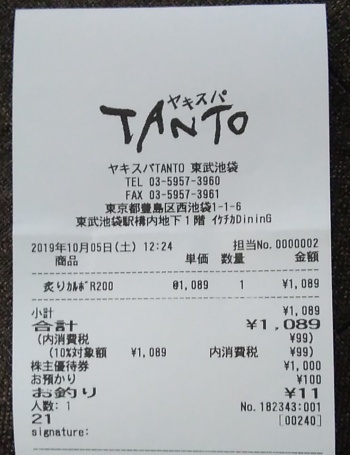 ヤキスパ
TANTO
ヤキスパTANTO 東武池袋
TEL 03-5957-3960
FAX 03-5957-3961
東京都豊島区西池袋1-1-6
東武池袋駅構内地下1階 イケチカDininG
2019年10月05日(土) 12:24 担当No.0000002
商品 単価 数量 金額
炙りカルボR200 @1,089 1 ¥1,089
小計 ¥1,089
合計 ¥1,089
(内消費税 ¥99)
(10%対象額 ¥1,089 内消費税 ¥99)
株主優待券 ¥1,000
お預かり ¥100
お釣り ¥11
人数: 1 No.182343:001
21 [00240]
signature: